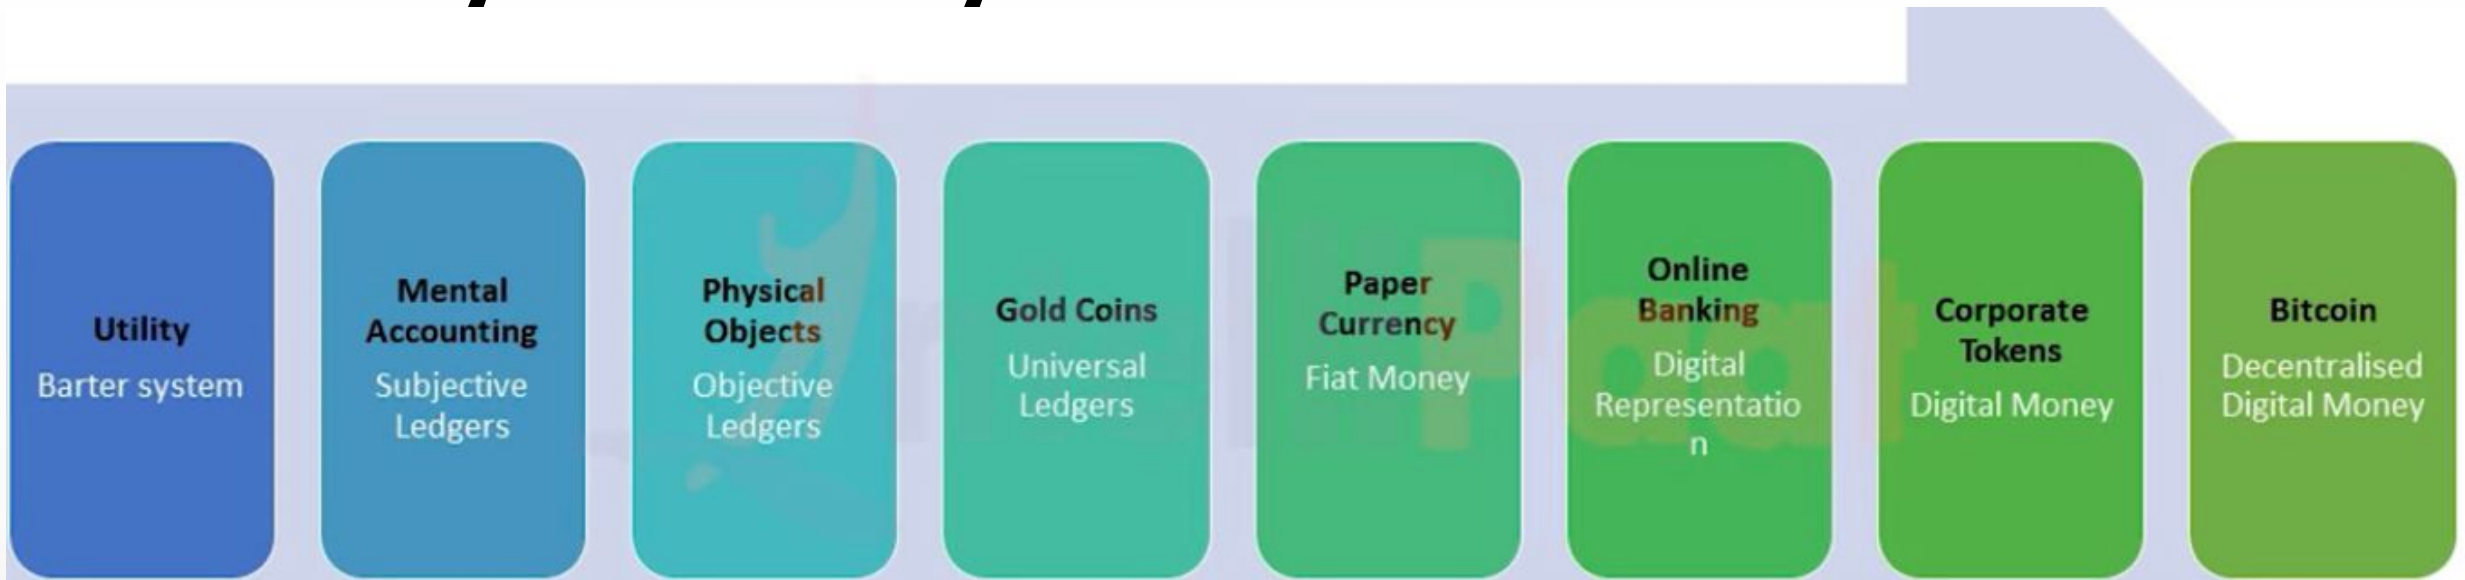 Utility
Barter system
Mental
Accounting
Subjective
Ledgers
Physical
Objects
Objective
Ledgers
Gold Coins
Universal
Ledgers
Paper
Currency
Fiat Money
Online
Banking
Digital
Representatio
n
Corporate
Tokens
Digital Money
Bitcoin
Decentralised
Digital Money